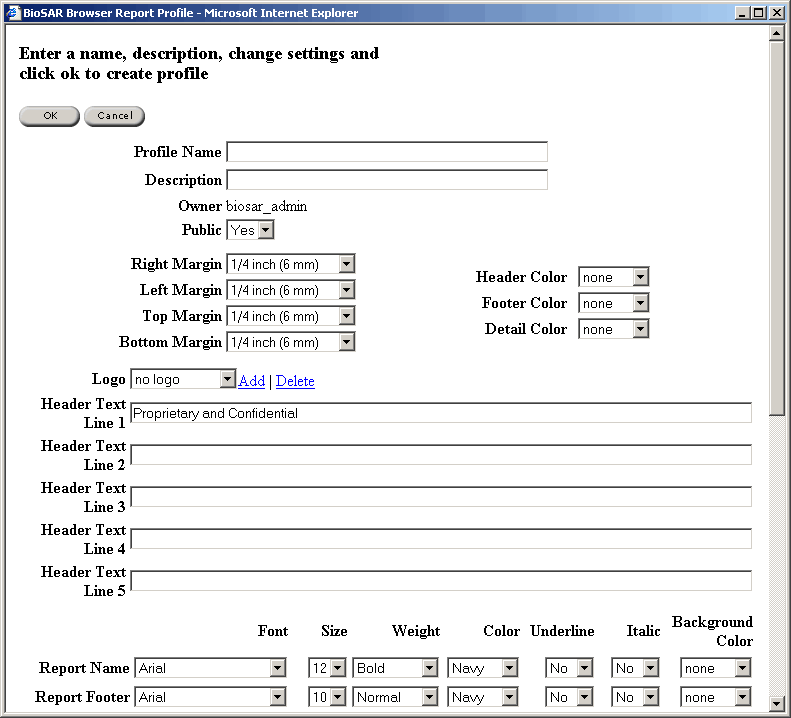 BioSAR Browser Report Profile - Microsoft Internet Explorer
Enter a name, description, change settings and
click ok to create profile
OK Cancel
Profile Name
Description
Owner biosar_admin
Public Yes
Right Margin 1/4 inch (6 mm)
Header Color none
Left Margin 1/4 inch (6 mm)
Footer Color none
Top Margin 1/4 inch (6 mm)
Detail Color none
Bottom Margin 1/4 inch (6 mm)
Logo no logo Add | Delete
Header Text
Line 1 Proprietary and Confidential
Header Text
Line 2
Header Text
Line 3
Header Text
Line 4
Header Text
Line 5
Font Size Weight Color Underline Italic Background
Color
Report Name Arial 12 Bold Navy No No none
Report Footer Arial 10 Normal Navy No No none